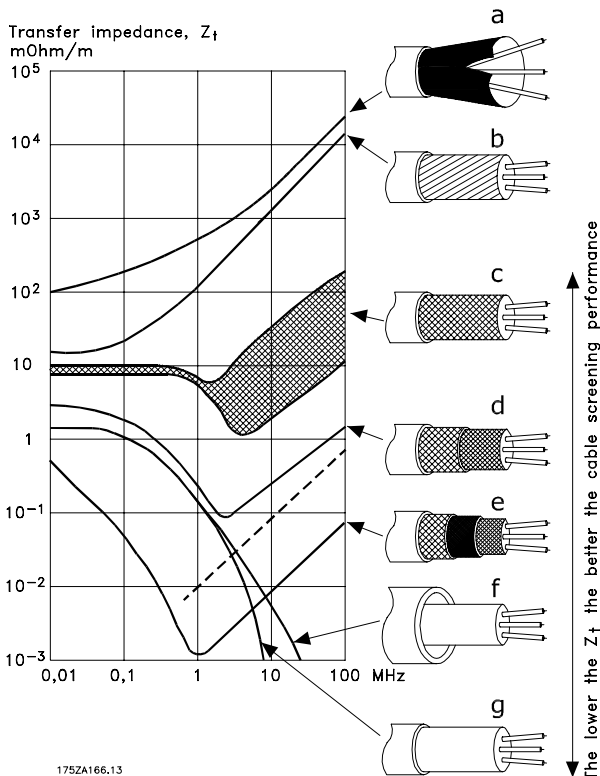 Transfer impedance, Zt
mOhm/m
10^5
10^4
10^3
10^2
10
1
10^-1
10^-2
10^-3
0,01
0,1
1
10
100
MHz
a
b
c
d
e
f
g
The lower the Zt the better the cable screening performance
175ZA166.13